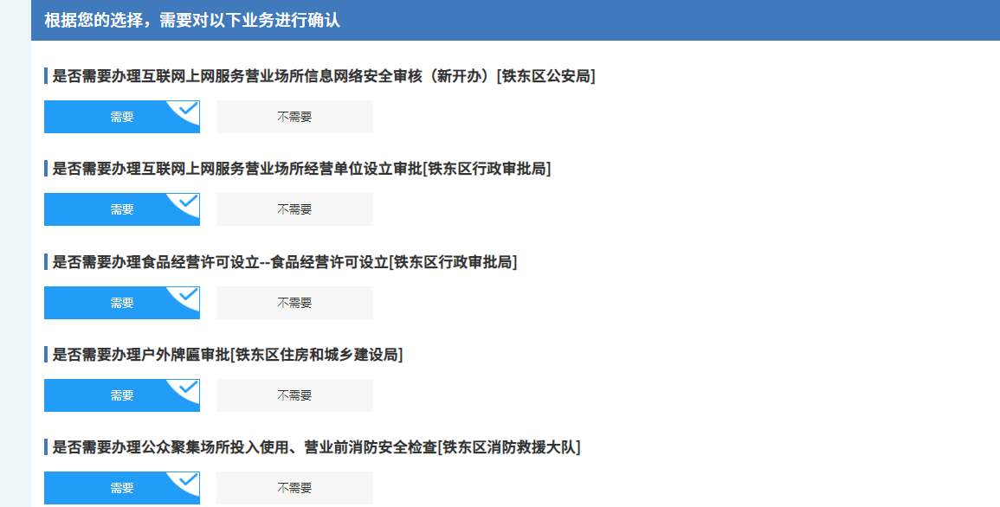 根据您的选择，需要对以下业务进行确认
是否需要办理互联网上网服务营业场所信息网络安全审核（新开办）[铁东区公安局]
需要 不需要
是否需要办理互联网上网服务营业场所经营单位设立审批[铁东区行政审批局]
需要 不需要
是否需要办理食品经营许可设立--食品经营许可设立[铁东区行政审批局]
需要 不需要
是否需要办理户外牌匾审批[铁东区住房和城乡建设局]
需要 不需要
是否需要办理公众聚集场所投入使用、营业前消防安全检查[铁东区消防救援大队]
需要 不需要